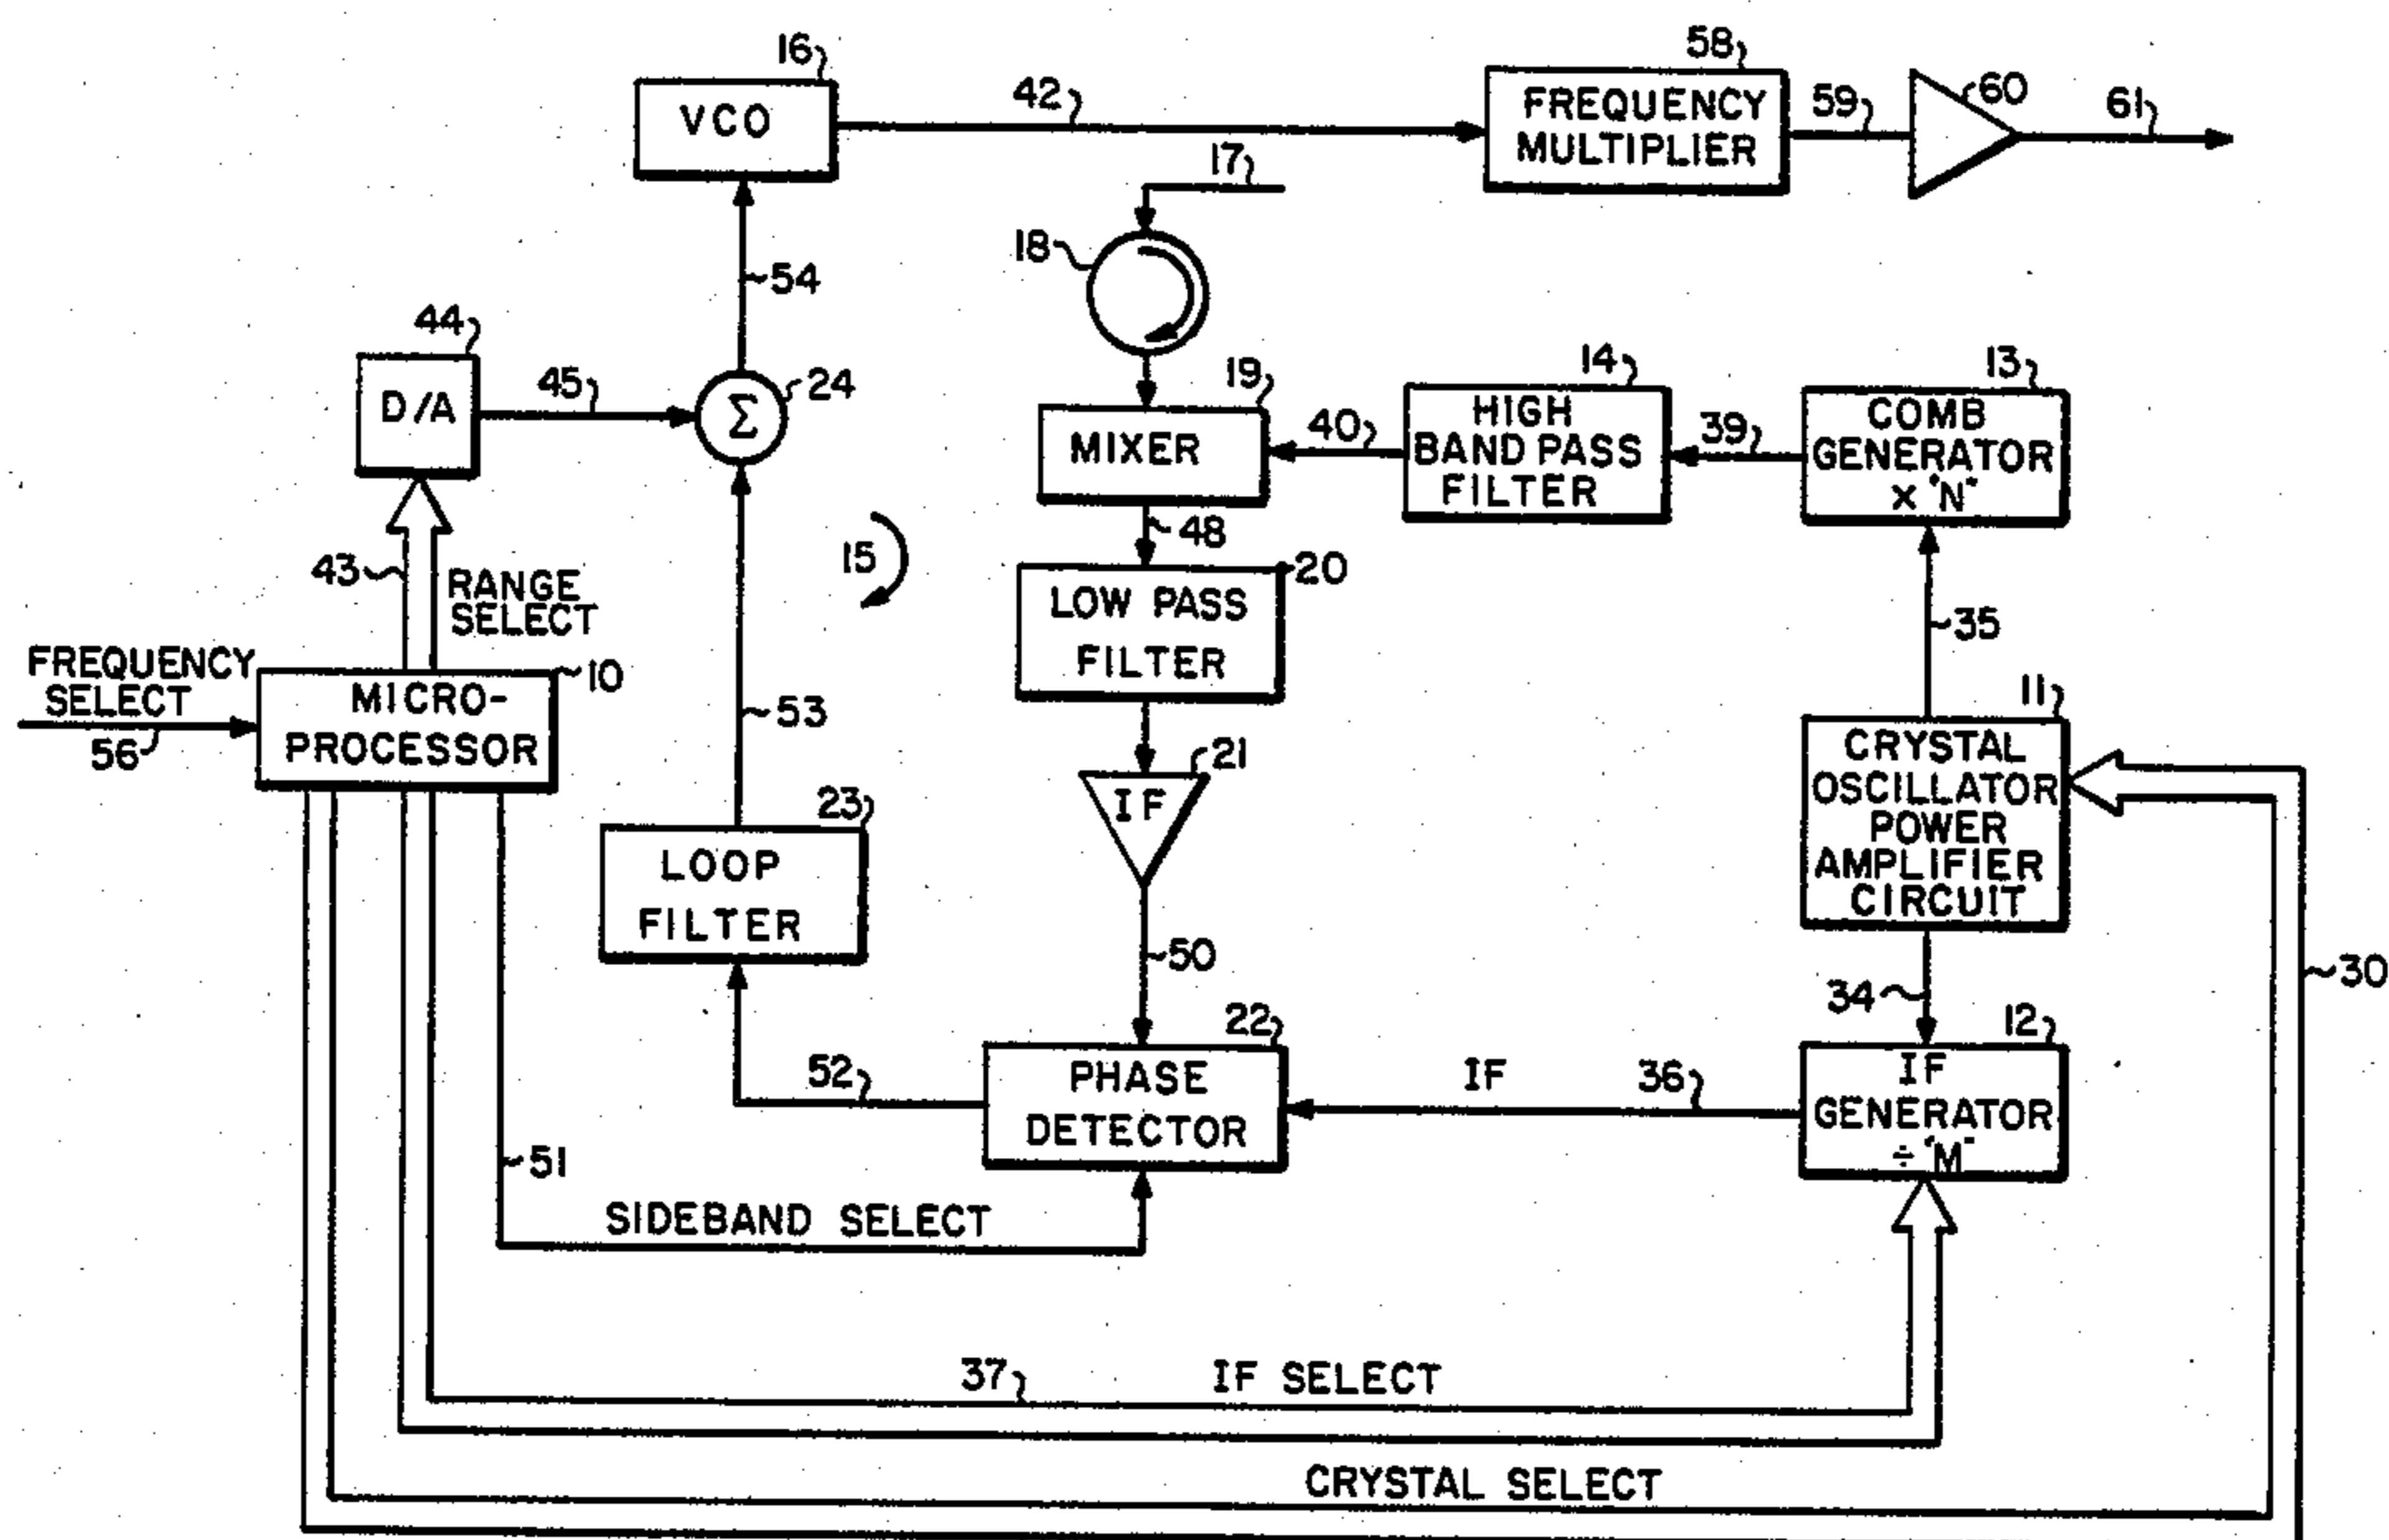 16
VCO
42
58
FREQUENCY
MULTIPLIER
59
60
61
17
18
54
44
D/A
45
Σ
24
19
MIXER
40
14
HIGH
BAND PASS
FILTER
39
13
COMB
GENERATOR
x "N"
48
15
43
RANGE
SELECT
20
LOW PASS
FILTER
35
FREQUENCY
SELECT
56
10
MICRO-
PROCESSOR
53
21
IF
11
CRYSTAL
OSCILLATOR
POWER
AMPLIFIER
CIRCUIT
23
LOOP
FILTER
50
30
34
52
22
PHASE
DETECTOR
IF
36
12
IF
GENERATOR
÷ "M"
51
SIDEBAND SELECT
37
IF SELECT
CRYSTAL SELECT